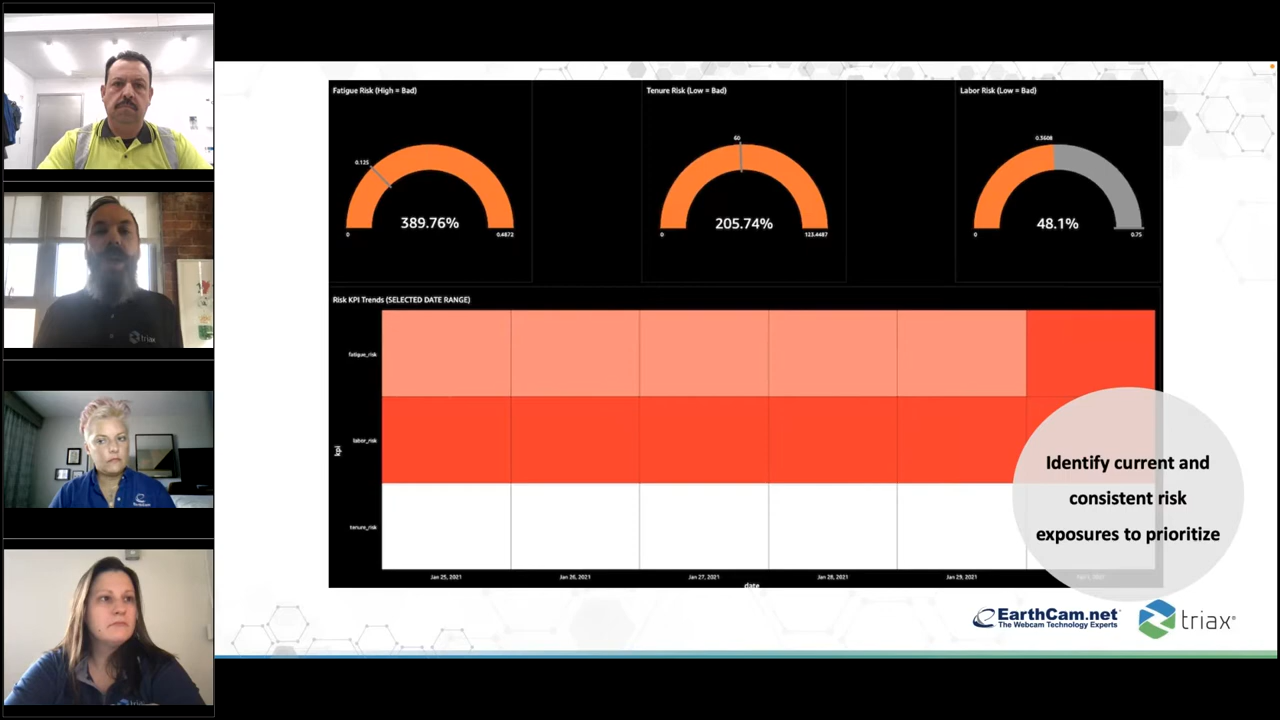 Fatigue Risk (High = Bad)
Tenure Risk (Low = Bad)
Labor Risk (Low = Bad)
0.125
389.76%
0
0.4872
60
205.74%
0
123.4487
0.3608
48.1%
0
0.75
Risk KPI Trends (SELECTED DATE RANGE)
fatigue_risk
labor_risk
kpi
tenure_risk
Jan 25, 2021
Jan 26, 2021
Jan 27, 2021
Jan 28, 2021
Jan 29, 2021
date
Identify current and
consistent risk
exposures to prioritize
EarthCam.net
The Webcam Technology Experts
triax
triax